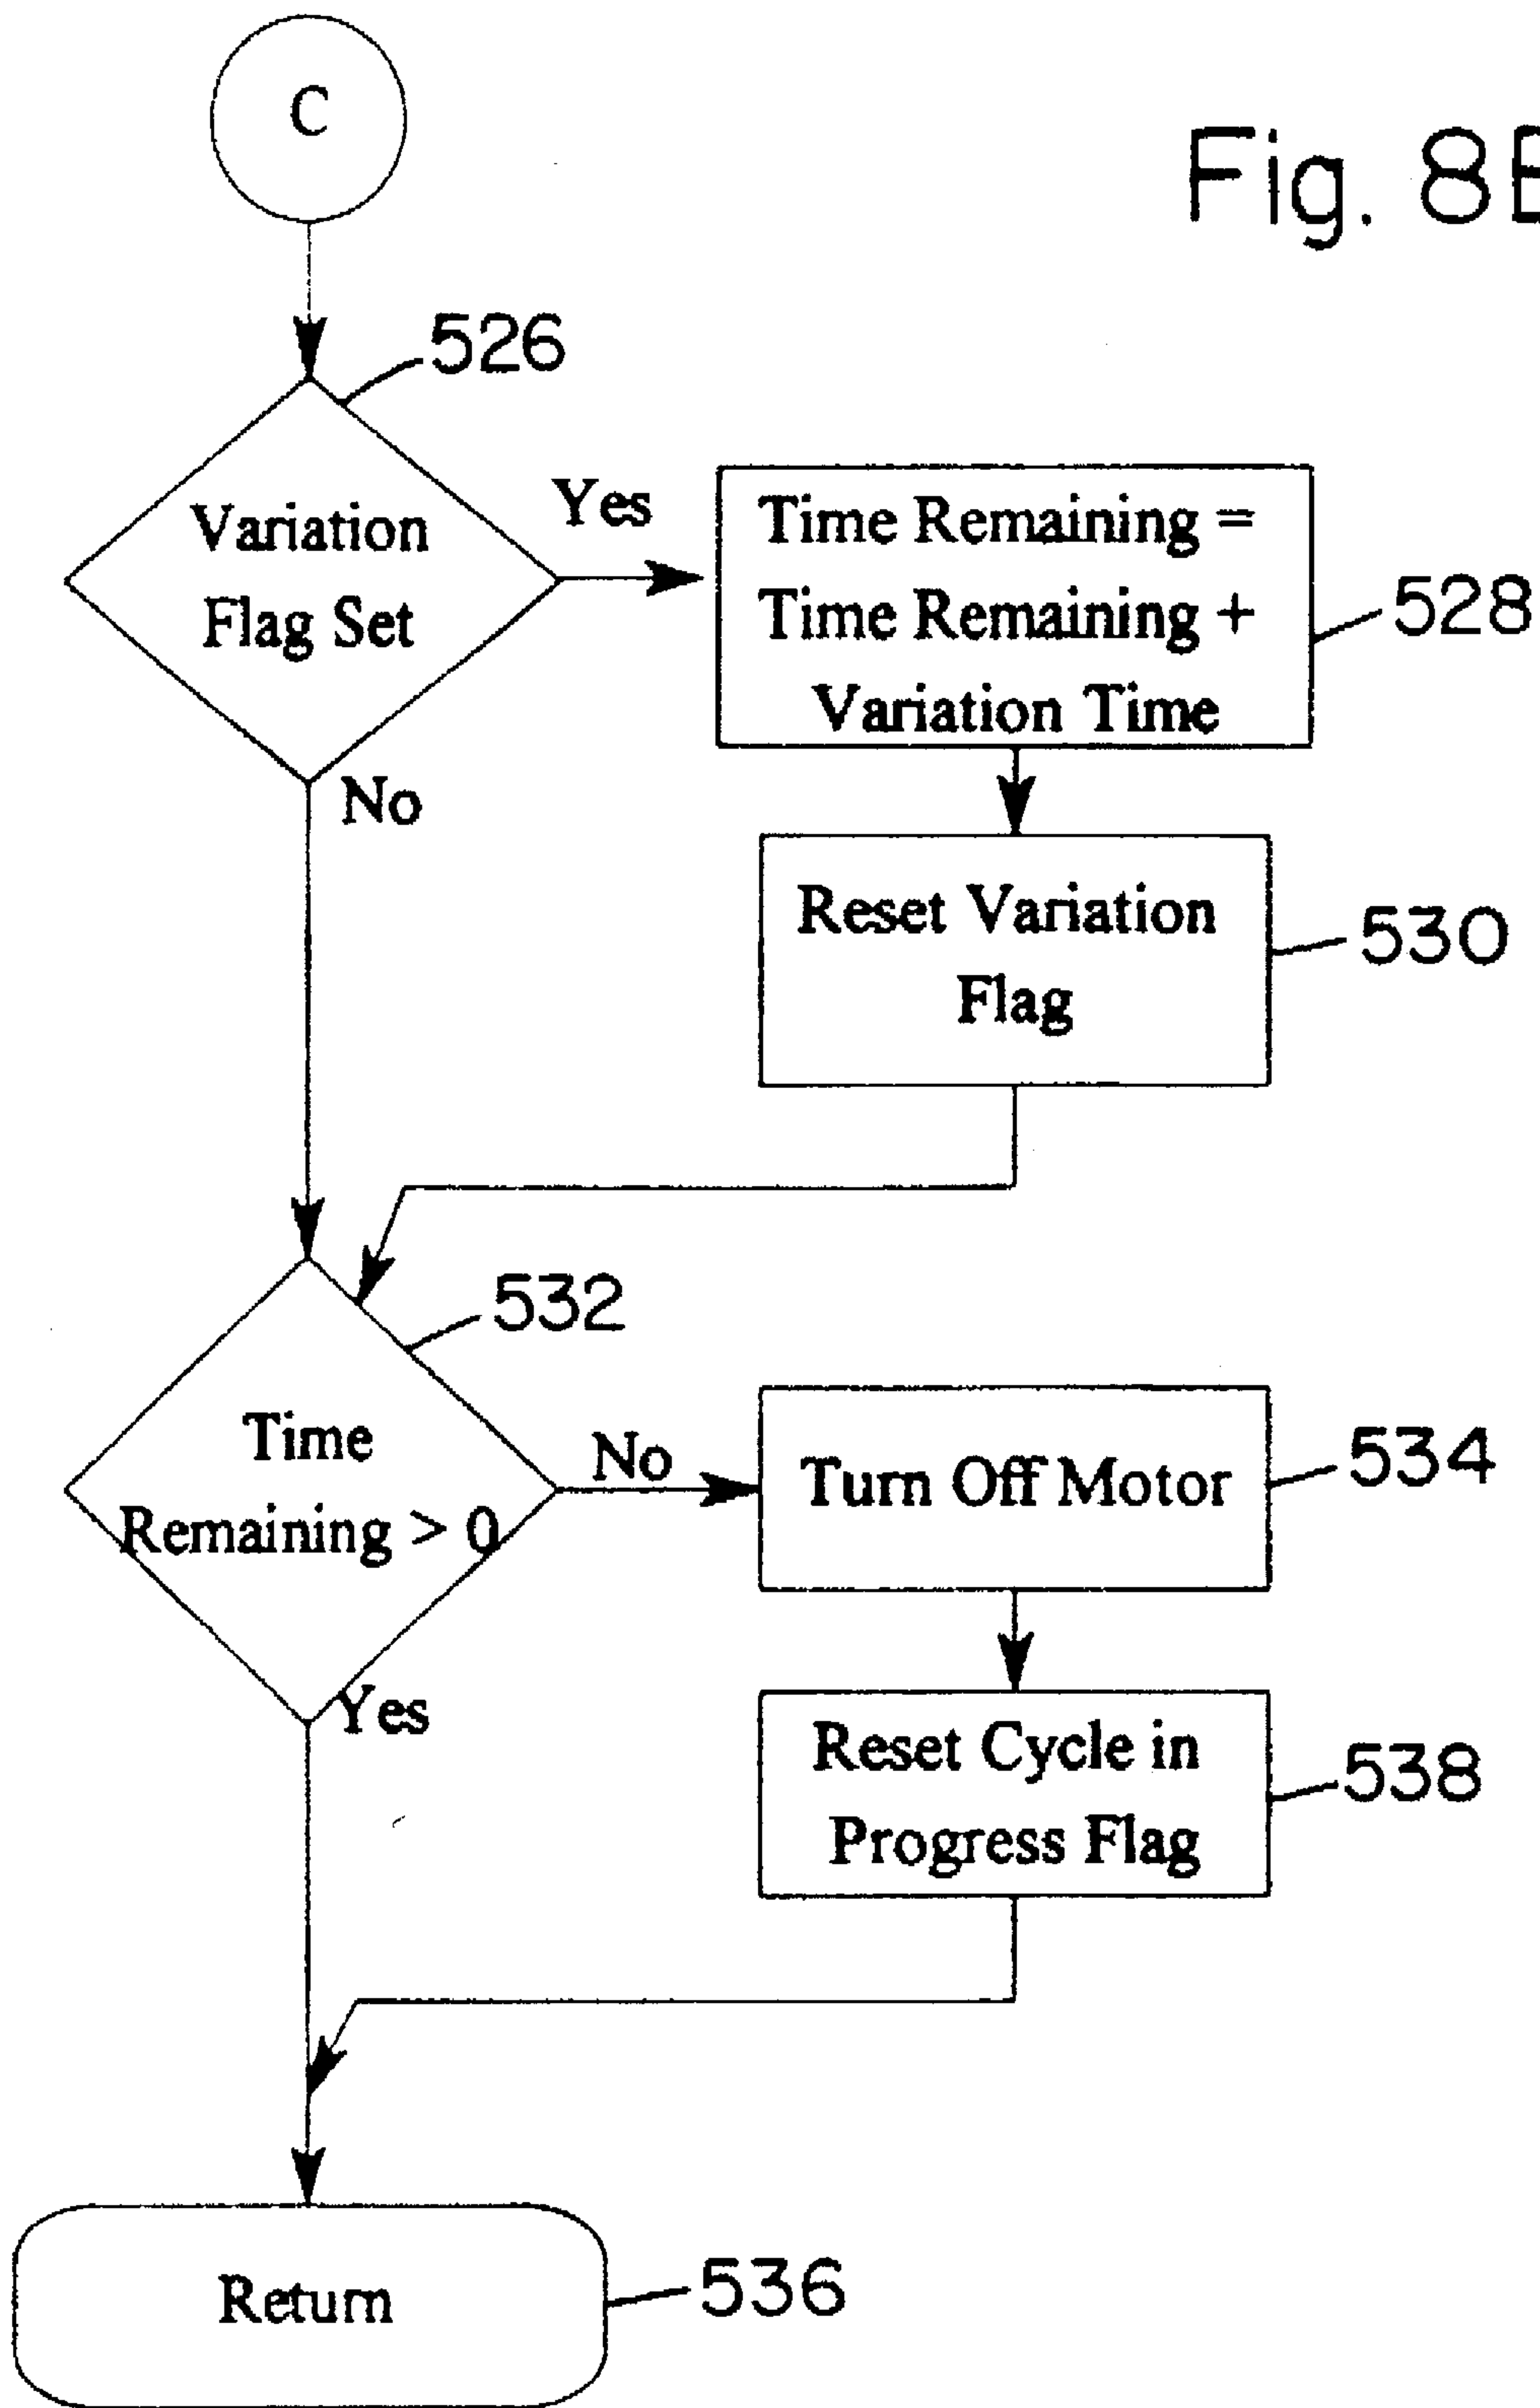 C
Fig. 8B
526
Variation
Flag Set
Yes
Time Remaining =
Time Remaining +
Variation Time
528
No
Reset Variation
Flag
530
532
Time
Remaining > 0
No
Turn Off Motor
534
Yes
Reset Cycle in
Progress Flag
538
Return
536